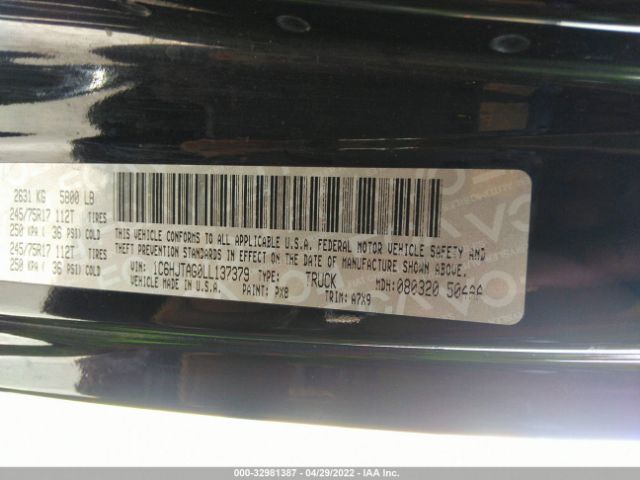 2631 KG 5800 LB
245/75R17 112T TIRES
250 KPA ( 36 PSI) COLD
245/75R17 112T TIRES
250 KPA ( 36 PSI) COLD
THIS VEHICLE CONFORMS TO ALL APPLICABLE U.S.A. FEDERAL MOTOR VEHICLE SAFETY AND
THEFT PREVENTION STANDARDS IN EFFECT ON THE DATE OF MANUFACTURE SHOWN ABOVE.
VIN: 1C6HJTAG0LL137379 TYPE: TRUCK MDH: 080320 504AA
VEHICLE MADE IN U.S.A. PAINT: PX8 TRIM: A7X9
000-32981387 - 04/29/2022 - IAAI.COM